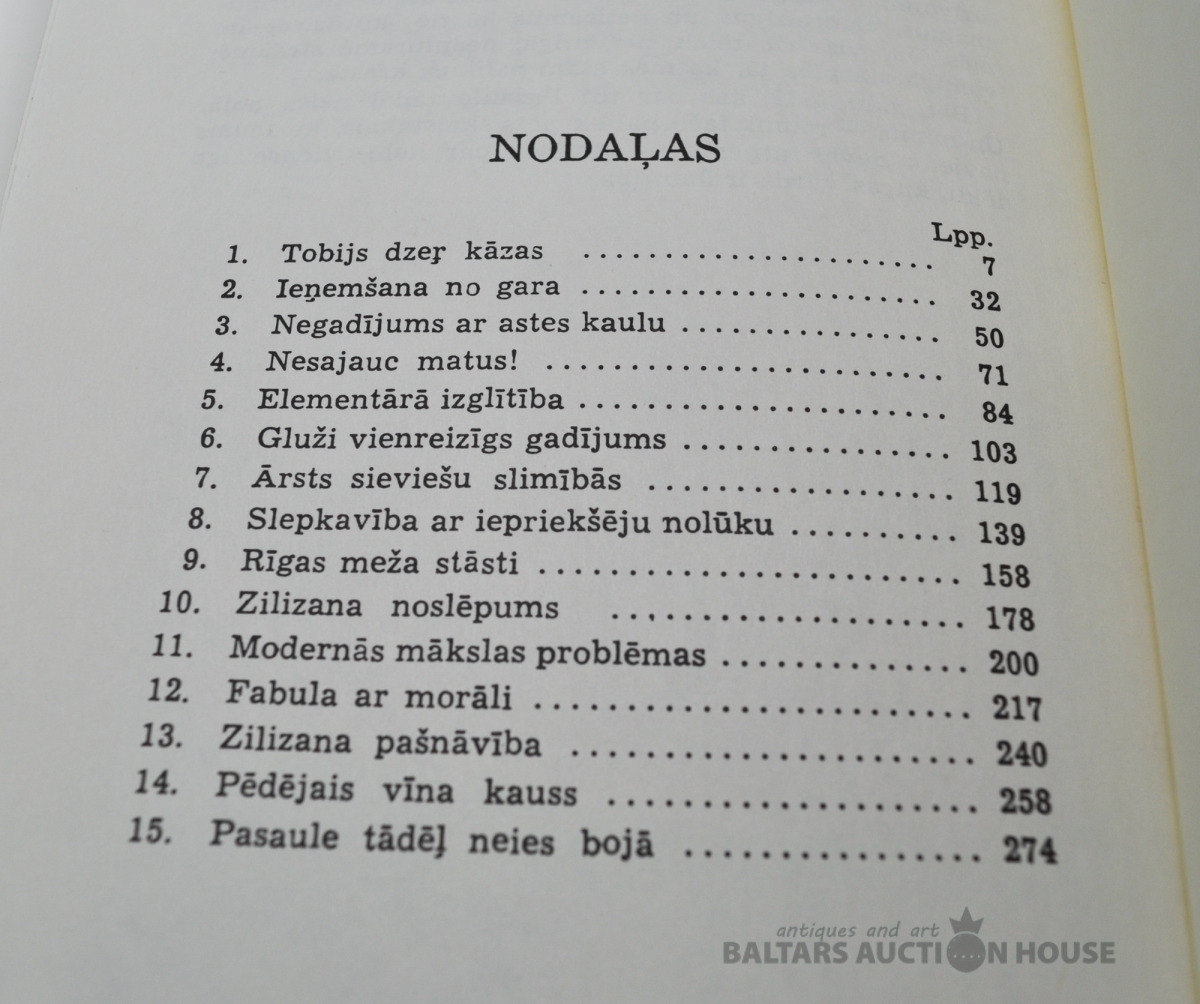 NODAĻAS
Lpp.
1. Tobijs dzeŗ kāzas ..................... 7
2. Ieņemšana no gara ...................... 32
3. Negadījums ar astes kaulu ................ 50
4. Nesajauc matus! ........................ 71
5. Elementārā izglītība ...................... 84
6. Gluži vienreizīgs gadījums ................ 103
7. Ārsts sieviešu slimībās ................... 119
8. Slepkavība ar iepriekšēju nolūku .......... 139
9. Rīgas meža stāsti ......................... 158
10. Zilizana noslēpums ..................... 178
11. Modernās mākslas problēmas ............... 200
12. Fabula ar morāli .......................... 217
13. Zilizana pašnāvība ........................ 240
14. Pēdējais vīna kauss ...................... 258
15. Pasaule tādēļ neies bojā ................. 274
antiques and art
BALTARS AUCTION HOUSE